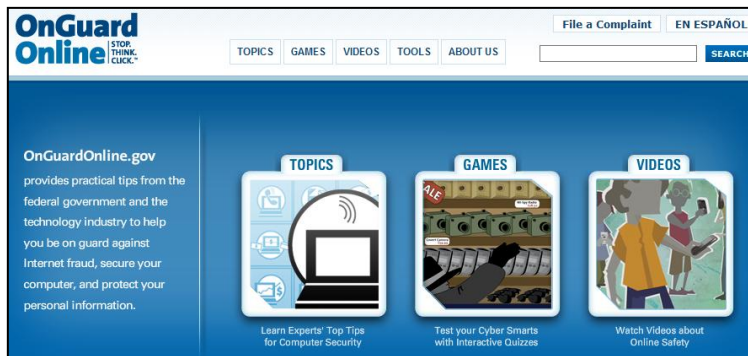 OnGuard
Online
STOP.
THINK.
CLICK.™
File a Complaint
EN ESPAÑOL
TOPICS
GAMES
VIDEOS
TOOLS
ABOUT US
SEARCH
OnGuardOnline.gov
provides practical tips from the
federal government and the
technology industry to help
you be on guard against
Internet fraud, secure your
computer, and protect your
personal information.
TOPICS
Learn Experts' Top Tips
for Computer Security
GAMES
ALE
Test your Cyber Smarts
with Interactive Quizzes
VIDEOS
Watch Videos about
Online Safety